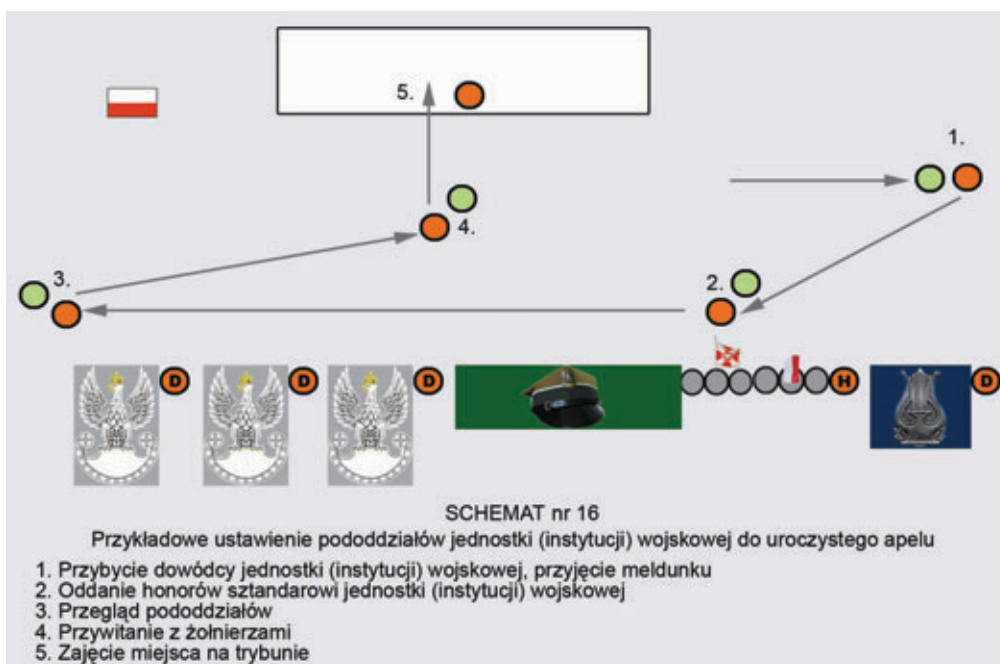 5.
1.
4.
3.
2.
D
D
D
H
D
SCHEMAT nr 16
Przykładowe ustawienie pododdziałów jednostki (instytucji) wojskowej do uroczystego apelu
1. Przybycie dowódcy jednostki (instytucji) wojskowej, przyjęcie meldunku
2. Oddanie honorów sztandarowi jednostki (instytucji) wojskowej
3. Przegląd pododdziałów
4. Przywitanie z żołnierzami
5. Zajęcie miejsca na trybunie